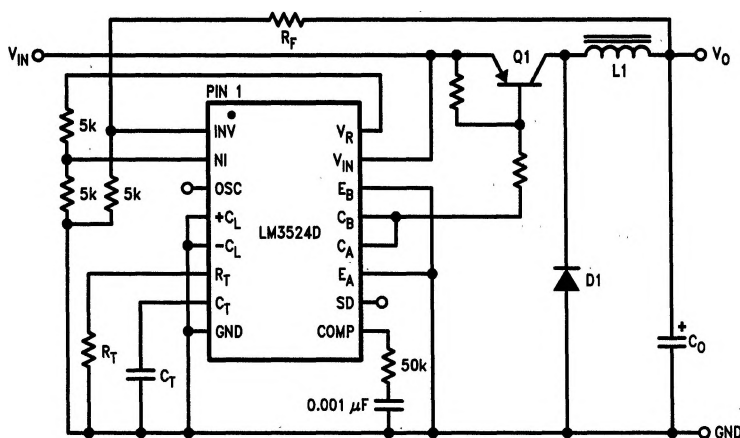 R_F
V_IN
Q1
L1
V_O
PIN 1
5k
5k
5k
INV
NI
OSC
+C_L
-C_L
R_T
C_T
GND
LM3524D
V_R
V_IN
E_B
C_B
C_A
E_A
SD
COMP
R_T
C_T
50k
0.001 μF
D1
+
C_O
GND